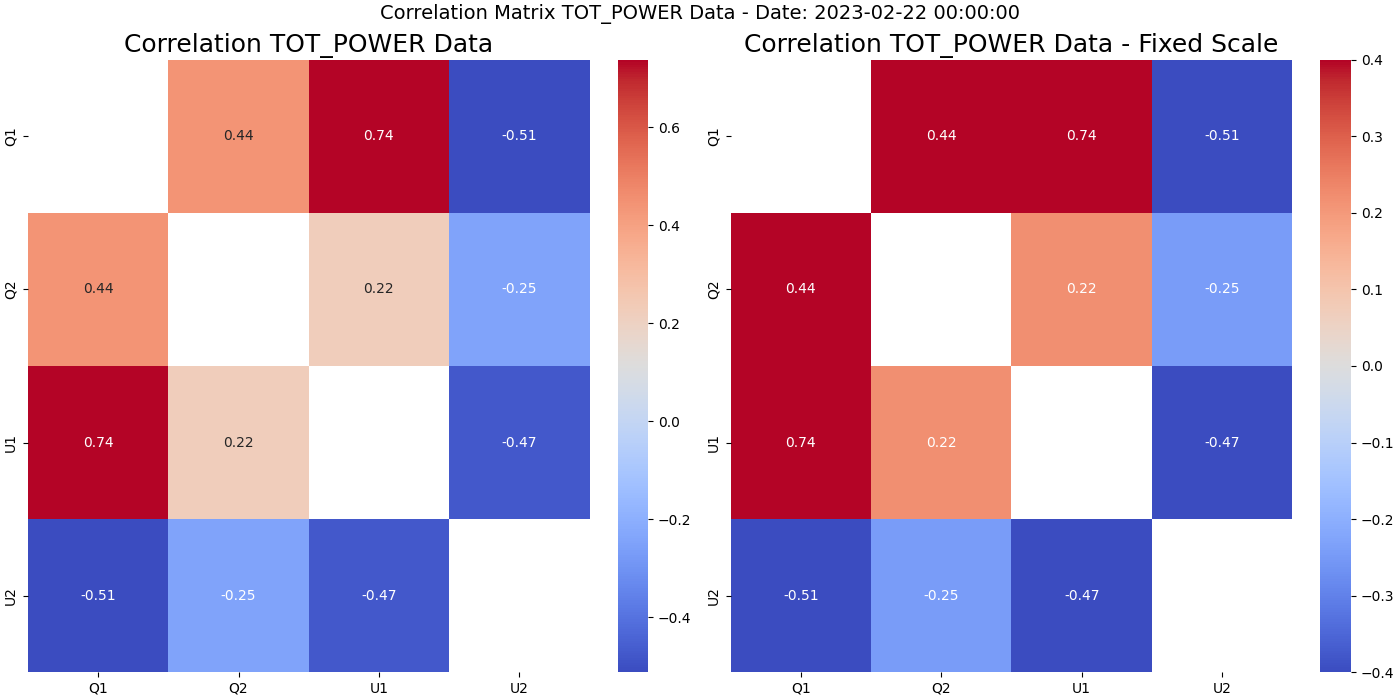 Correlation Matrix TOT_POWER Data - Date: 2023-02-22 00:00:00
Correlation TOT_POWER Data
Q1
0.44
0.74
-0.51
Q2
0.44
0.22
-0.25
U1
0.74
0.22
-0.47
U2
-0.51
-0.25
-0.47
Q1
Q2
U1
U2
0.6
0.4
0.2
0.0
−0.2
−0.4
Correlation TOT_POWER Data - Fixed Scale
Q1
0.44
0.74
-0.51
Q2
0.44
0.22
-0.25
U1
0.74
0.22
-0.47
U2
-0.51
-0.25
-0.47
Q1
Q2
U1
U2
0.4
0.3
0.2
0.1
0.0
−0.1
−0.2
−0.3
−0.4